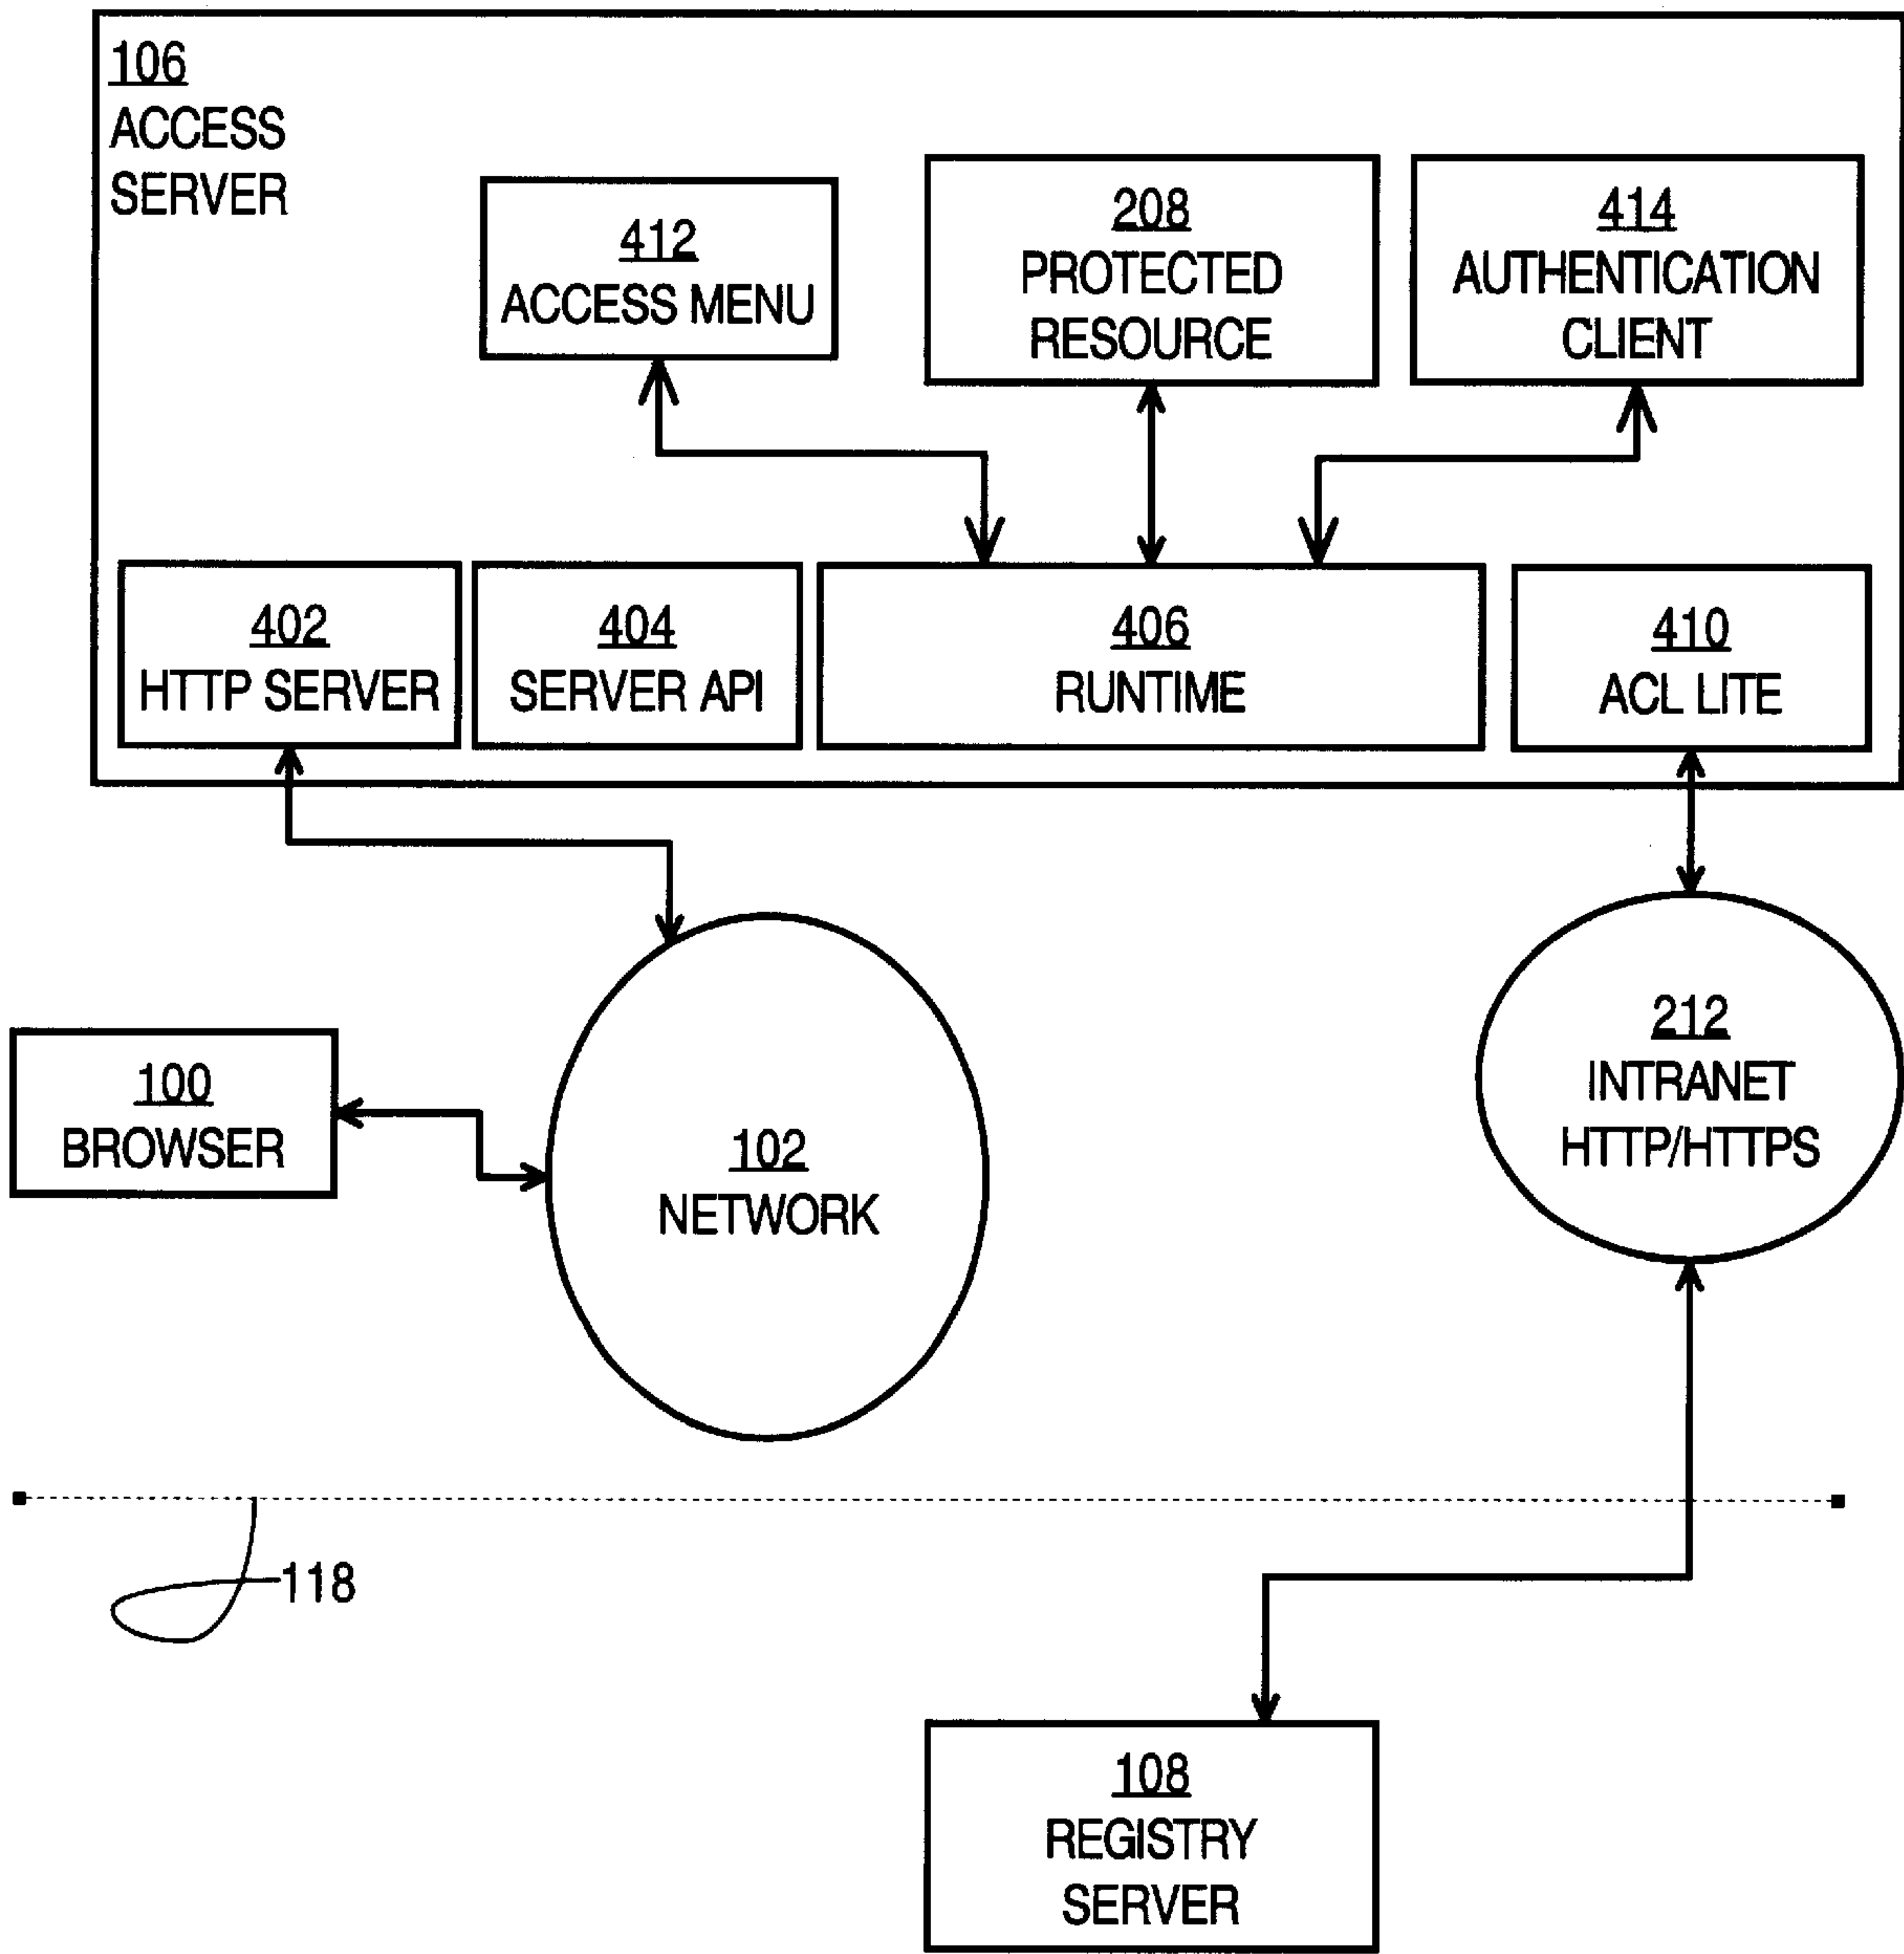 106
ACCESS
SERVER
412
ACCESS MENU
208
PROTECTED
RESOURCE
414
AUTHENTICATION
CLIENT
402
HTTP SERVER
404
SERVER API
406
RUNTIME
410
ACL LITE
100
BROWSER
102
NETWORK
212
INTRANET
HTTP/HTTPS
118
108
REGISTRY
SERVER